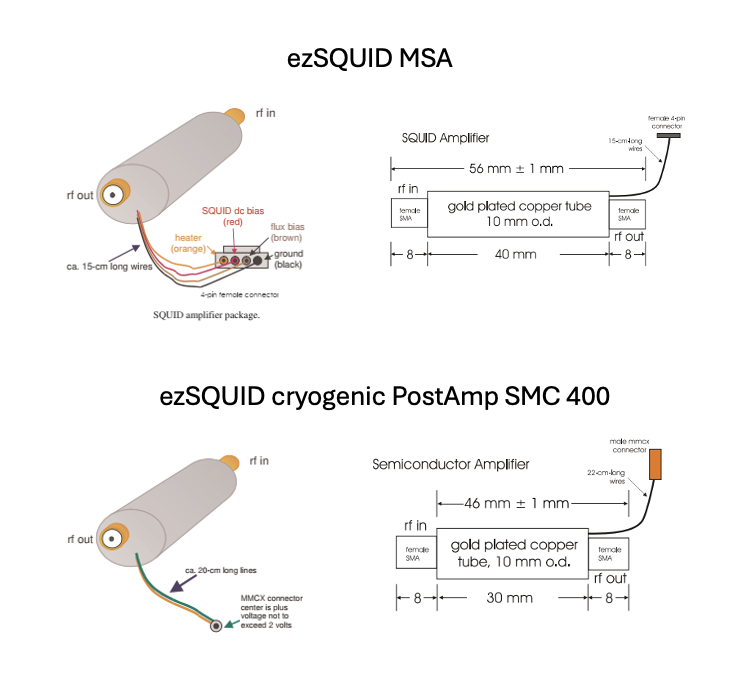 ezSQUID MSA
rf in
rf out
SQUID dc bias
(red)
heater
(orange)
flux bias
(brown)
ground
(black)
ca. 15-cm long wires
4-pin female connector
SQUID amplifier package.
female 4-pin
connector
SQUID Amplifier
15-cm-long
wires
56 mm ± 1 mm
rf in
female
SMA
gold plated copper tube
10 mm o.d.
female
SMA
rf out
8
40 mm
8
ezSQUID cryogenic PostAmp SMC 400
rf in
rf out
ca. 20-cm long lines
MMCX connector
center is plus
voltage not to
exceed 2 volts
male mmcx
connector
Semiconductor Amplifier
22-cm-long
wires
46 mm ± 1 mm
rf in
female
SMA
gold plated copper
tube, 10 mm o.d.
female
SMA
rf out
8
30 mm
8